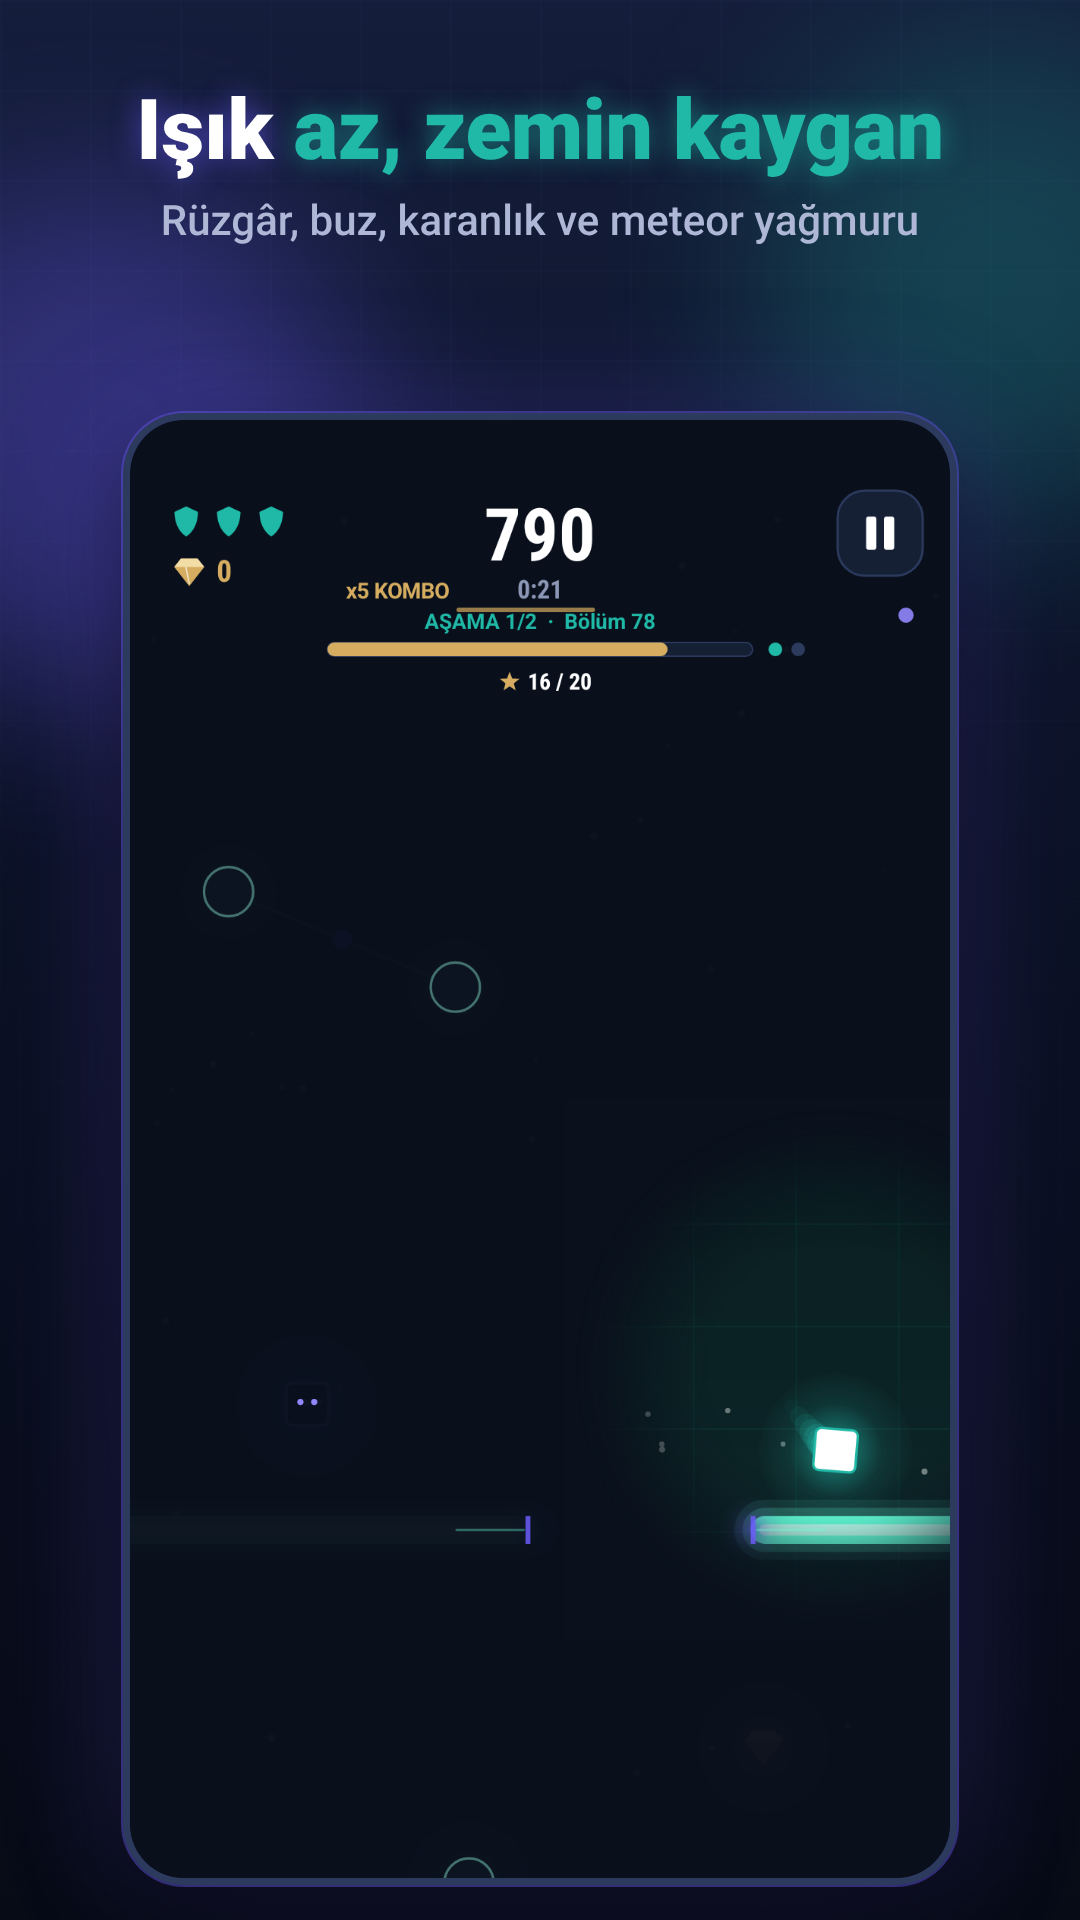 Işık az, zemin kaygan
Rüzgâr, buz, karanlık ve meteor yağmuru
790
0
x5 KOMBO 0:21
AŞAMA 1/2 · Bölüm 78
16 / 20